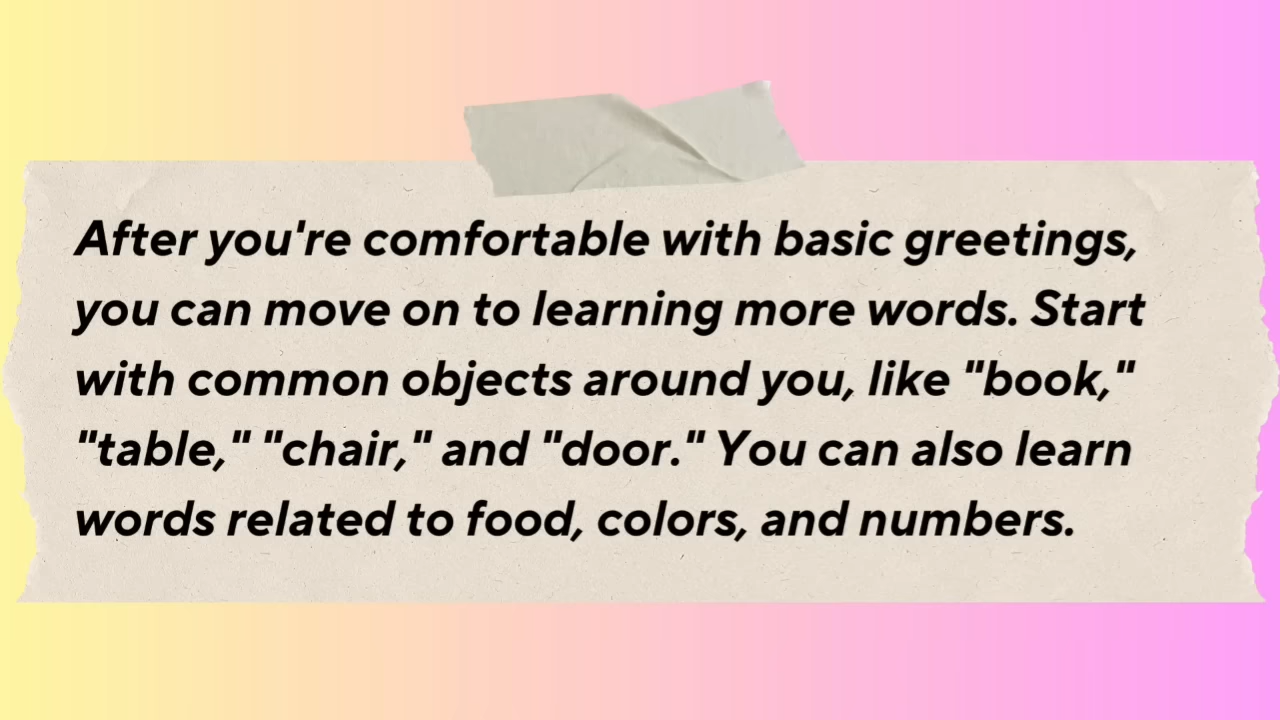 After you're comfortable with basic greetings,
you can move on to learning more words. Start
with common objects around you, like "book,"
"table," "chair," and "door." You can also learn
words related to food, colors, and numbers.